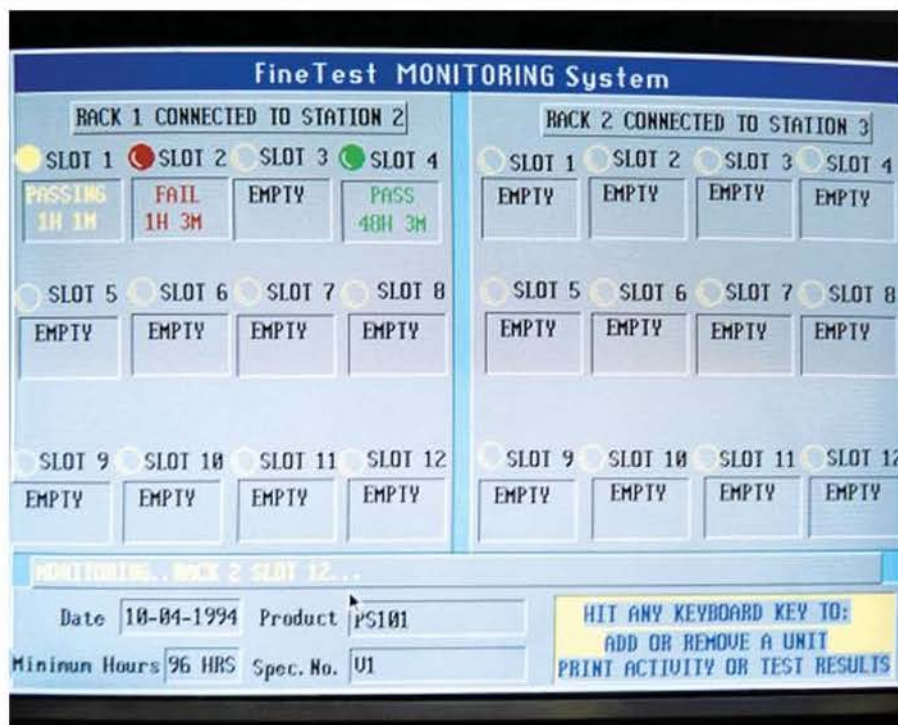 FineTest MONITORING System
RACK 1 CONNECTED TO STATION 2
SLOT 1 SLOT 2 SLOT 3 SLOT 4
PASSING FAIL EMPTY PASS
1H 1M 1H 3M 48H 3M
SLOT 5 SLOT 6 SLOT 7 SLOT 8
EMPTY EMPTY EMPTY EMPTY
SLOT 9 SLOT 10 SLOT 11 SLOT 12
EMPTY EMPTY EMPTY EMPTY
RACK 2 CONNECTED TO STATION 3
SLOT 1 SLOT 2 SLOT 3 SLOT 4
EMPTY EMPTY EMPTY EMPTY
SLOT 5 SLOT 6 SLOT 7 SLOT 8
EMPTY EMPTY EMPTY EMPTY
SLOT 9 SLOT 10 SLOT 11 SLOT 12
EMPTY EMPTY EMPTY EMPTY
MONITORING..RACK 2 SLOT 12...
Date 10-04-1994 Product PS101
Minimum Hours 96 HRS Spec. No. V1
HIT ANY KEYBOARD KEY TO:
ADD OR REMOVE A UNIT
PRINT ACTIVITY OR TEST RESULTS